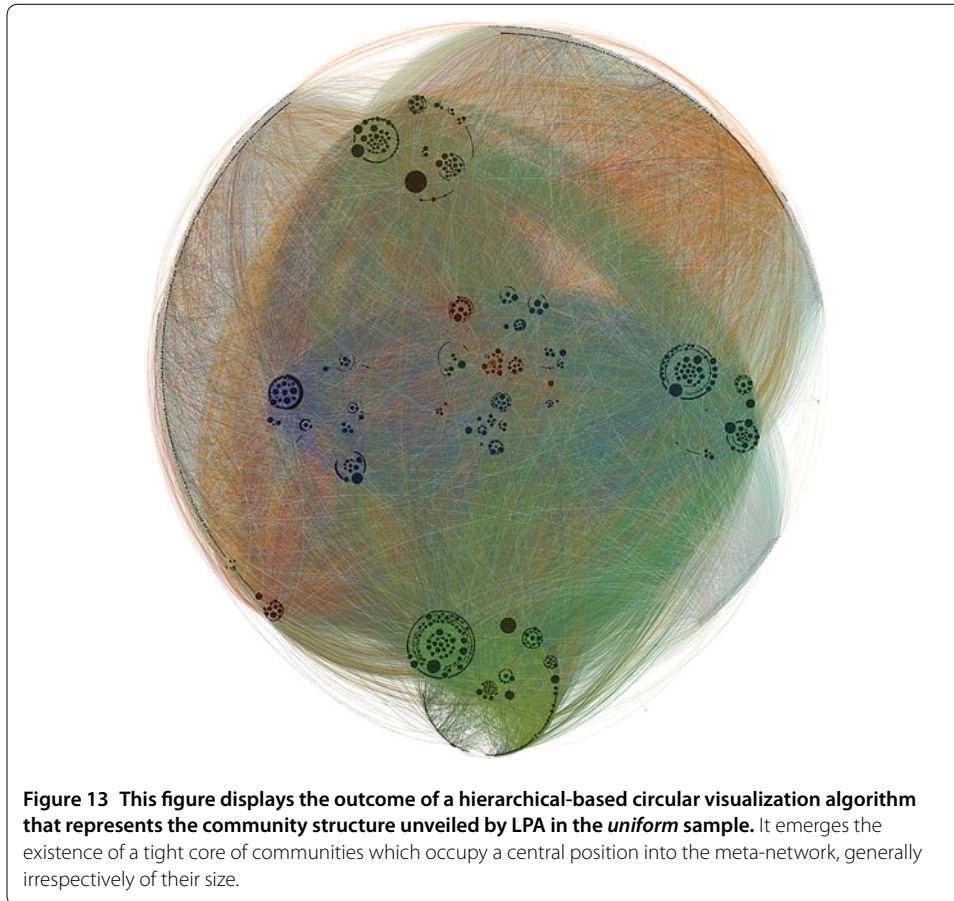 Figure 13 This figure displays the outcome of a hierarchical-based circular visualization algorithm
that represents the community structure unveiled by LPA in the uniform sample. It emerges the
existence of a tight core of communities which occupy a central position into the meta-network, generally
irrespectively of their size.